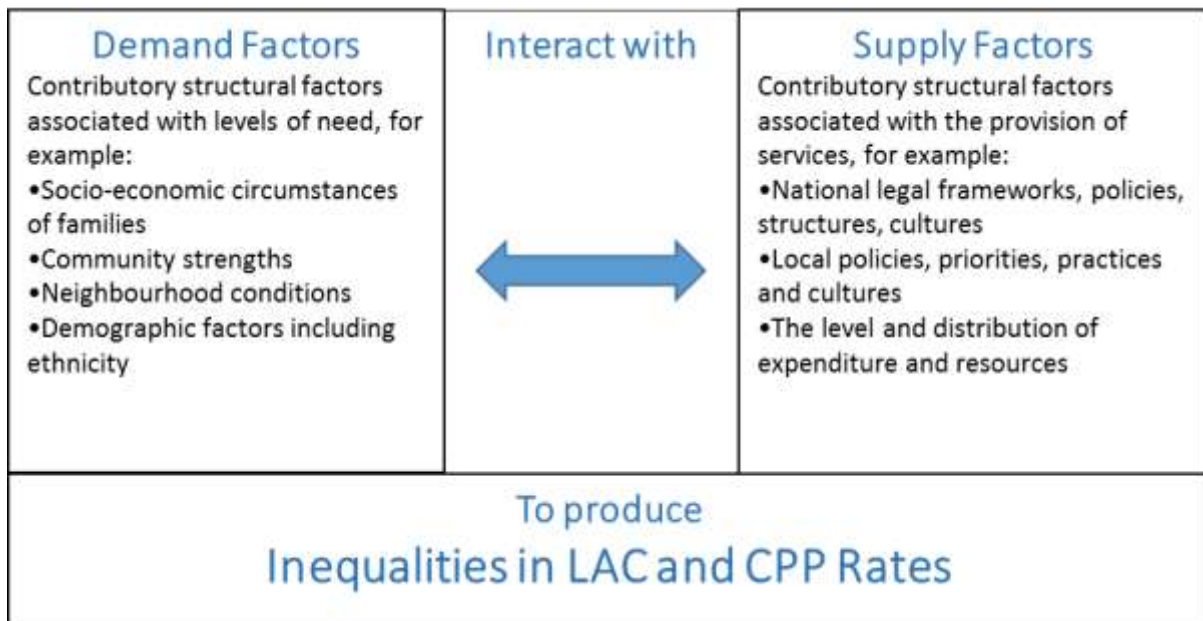 Demand Factors
Contributory structural factors
associated with levels of need, for
example:
•Socio-economic circumstances
of families
•Community strengths
•Neighbourhood conditions
•Demographic factors including
ethnicity
Interact with
Supply Factors
Contributory structural factors
associated with the provision of
services, for example:
•National legal frameworks, policies,
structures, cultures
•Local policies, priorities, practices
and cultures
•The level and distribution of
expenditure and resources
To produce
Inequalities in LAC and CPP Rates